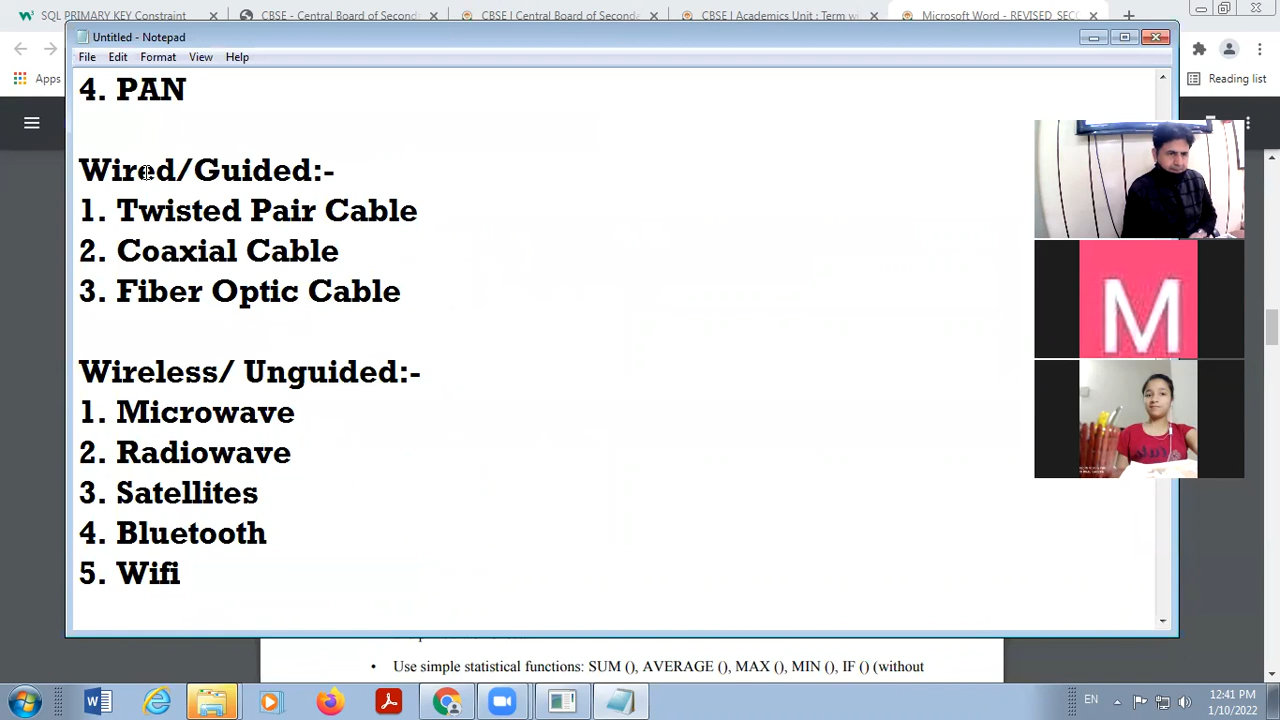 SQL PRIMARY KEY Constraint
CBSE - Central Board of Second
CBSE | Central Board of Seconda
CBSE | Academics Unit : Term w
Microsoft Word - REVISED_SEC
Untitled - Notepad
File Edit Format View Help
Apps
Reading list
4. PAN
Wired/Guided:-
1. Twisted Pair Cable
2. Coaxial Cable
3. Fiber Optic Cable
Wireless/ Unguided:-
1. Microwave
2. Radiowave
3. Satellites
4. Bluetooth
5. Wifi
M
• Use simple statistical functions: SUM (), AVERAGE (), MAX (), MIN (), IF () (without
EN
12:41 PM
1/10/2022